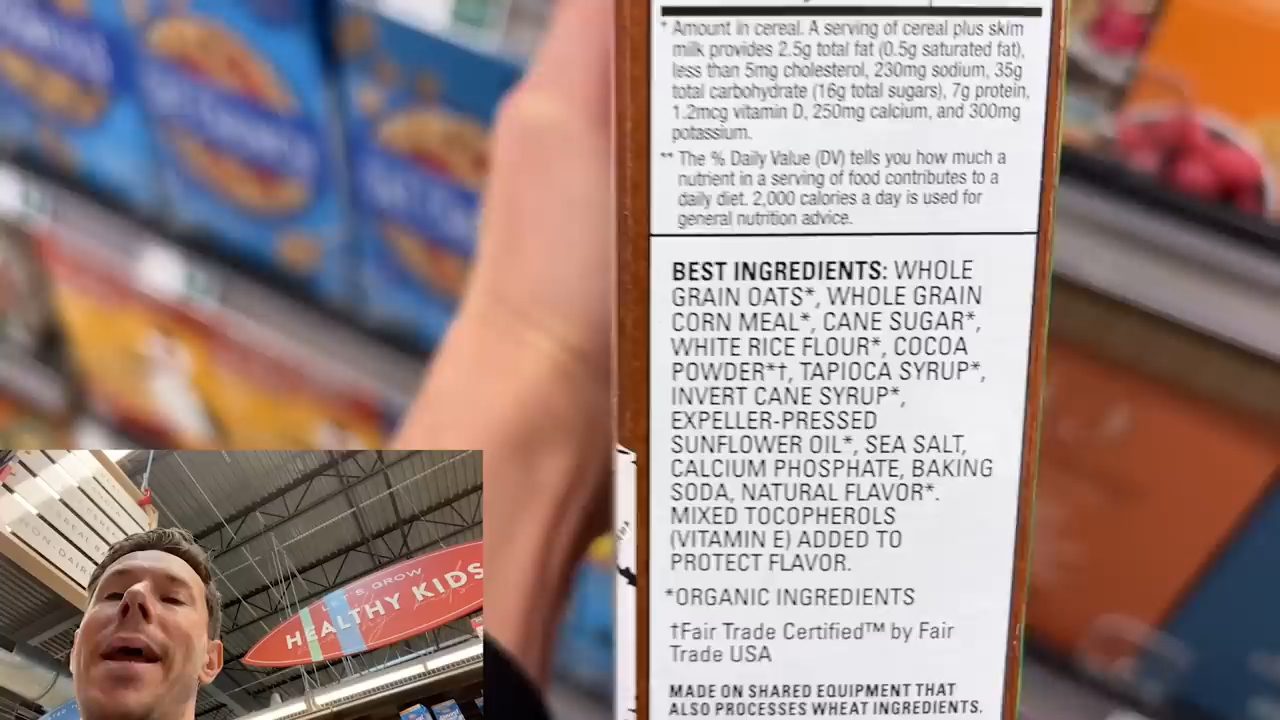 * Amount in cereal. A serving of cereal plus skim
milk provides 2.5g total fat (0.5g saturated fat),
less than 5mg cholesterol, 230mg sodium, 35g
total carbohydrate (16g total sugars), 7g protein,
1.2mcg vitamin D, 250mg calcium, and 300mg
potassium.
** The % Daily Value (DV) tells you how much a
nutrient in a serving of food contributes to a
daily diet. 2,000 calories a day is used for
general nutrition advice.
BEST INGREDIENTS: WHOLE
GRAIN OATS*, WHOLE GRAIN
CORN MEAL*, CANE SUGAR*,
WHITE RICE FLOUR*, COCOA
POWDER*†, TAPIOCA SYRUP*,
INVERT CANE SYRUP*,
EXPELLER-PRESSED
SUNFLOWER OIL*, SEA SALT,
CALCIUM PHOSPHATE, BAKING
SODA, NATURAL FLAVOR*.
MIXED TOCOPHEROLS
(VITAMIN E) ADDED TO
PROTECT FLAVOR.
*ORGANIC INGREDIENTS
†Fair Trade Certified™ by Fair
Trade USA
MADE ON SHARED EQUIPMENT THAT
ALSO PROCESSES WHEAT INGREDIENTS.
LET'S GROW
HEALTHY KIDS
CEREAL
NON-DAIR